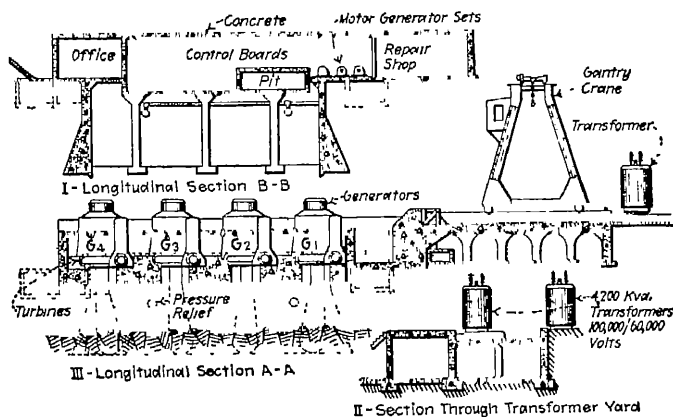 Concrete
Motor Generator Sets
Office
Control Boards
Pit
Repair
Shop
Gantry
Crane
Transformer
I-Longitudinal Section B-B
Generators
G4 G3 G2 G1
Turbines
Pressure
Relief
III-Longitudinal Section A-A
4,200 Kva.
Transformers
100,000/60,000
Volts
II-Section Through Transformer Yard